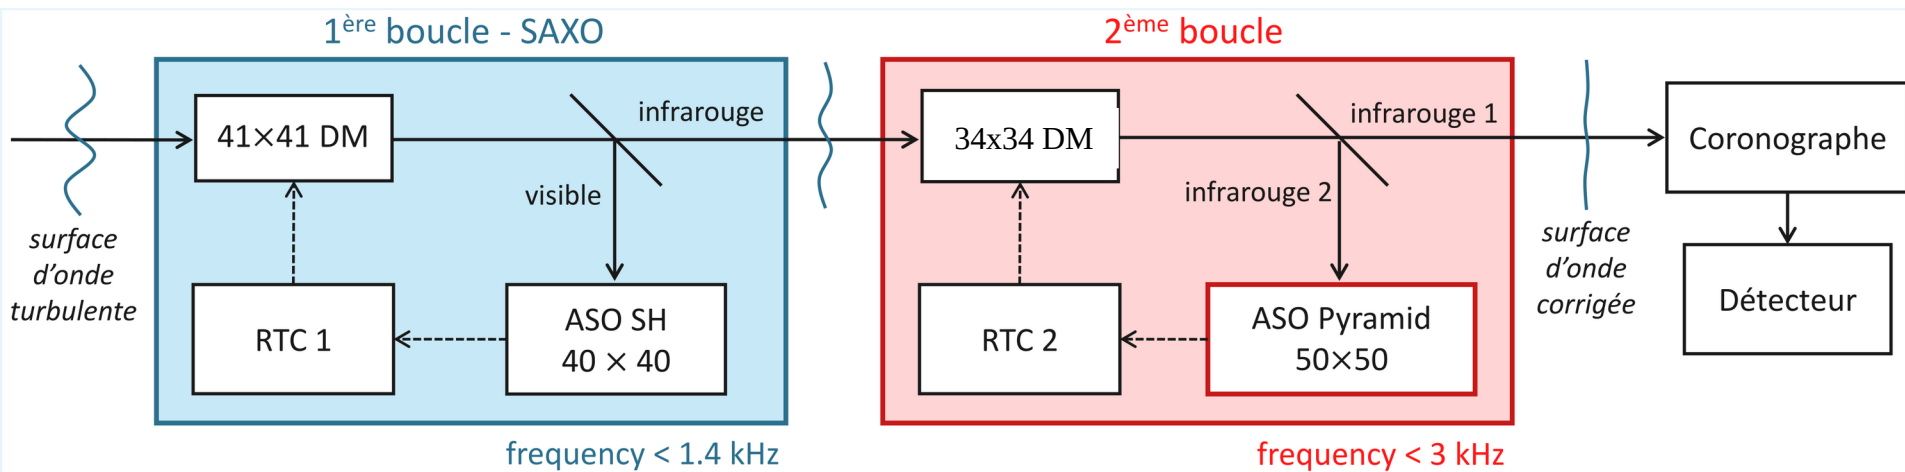 1ère boucle - SAXO
2ème boucle
41×41 DM
infrarouge
visible
RTC 1
ASO SH
40 × 40
surface
d'onde
turbulente
frequency < 1.4 kHz
34x34 DM
infrarouge 1
infrarouge 2
RTC 2
ASO Pyramid
50×50
frequency < 3 kHz
surface
d'onde
corrigée
Coronographe
Détecteur